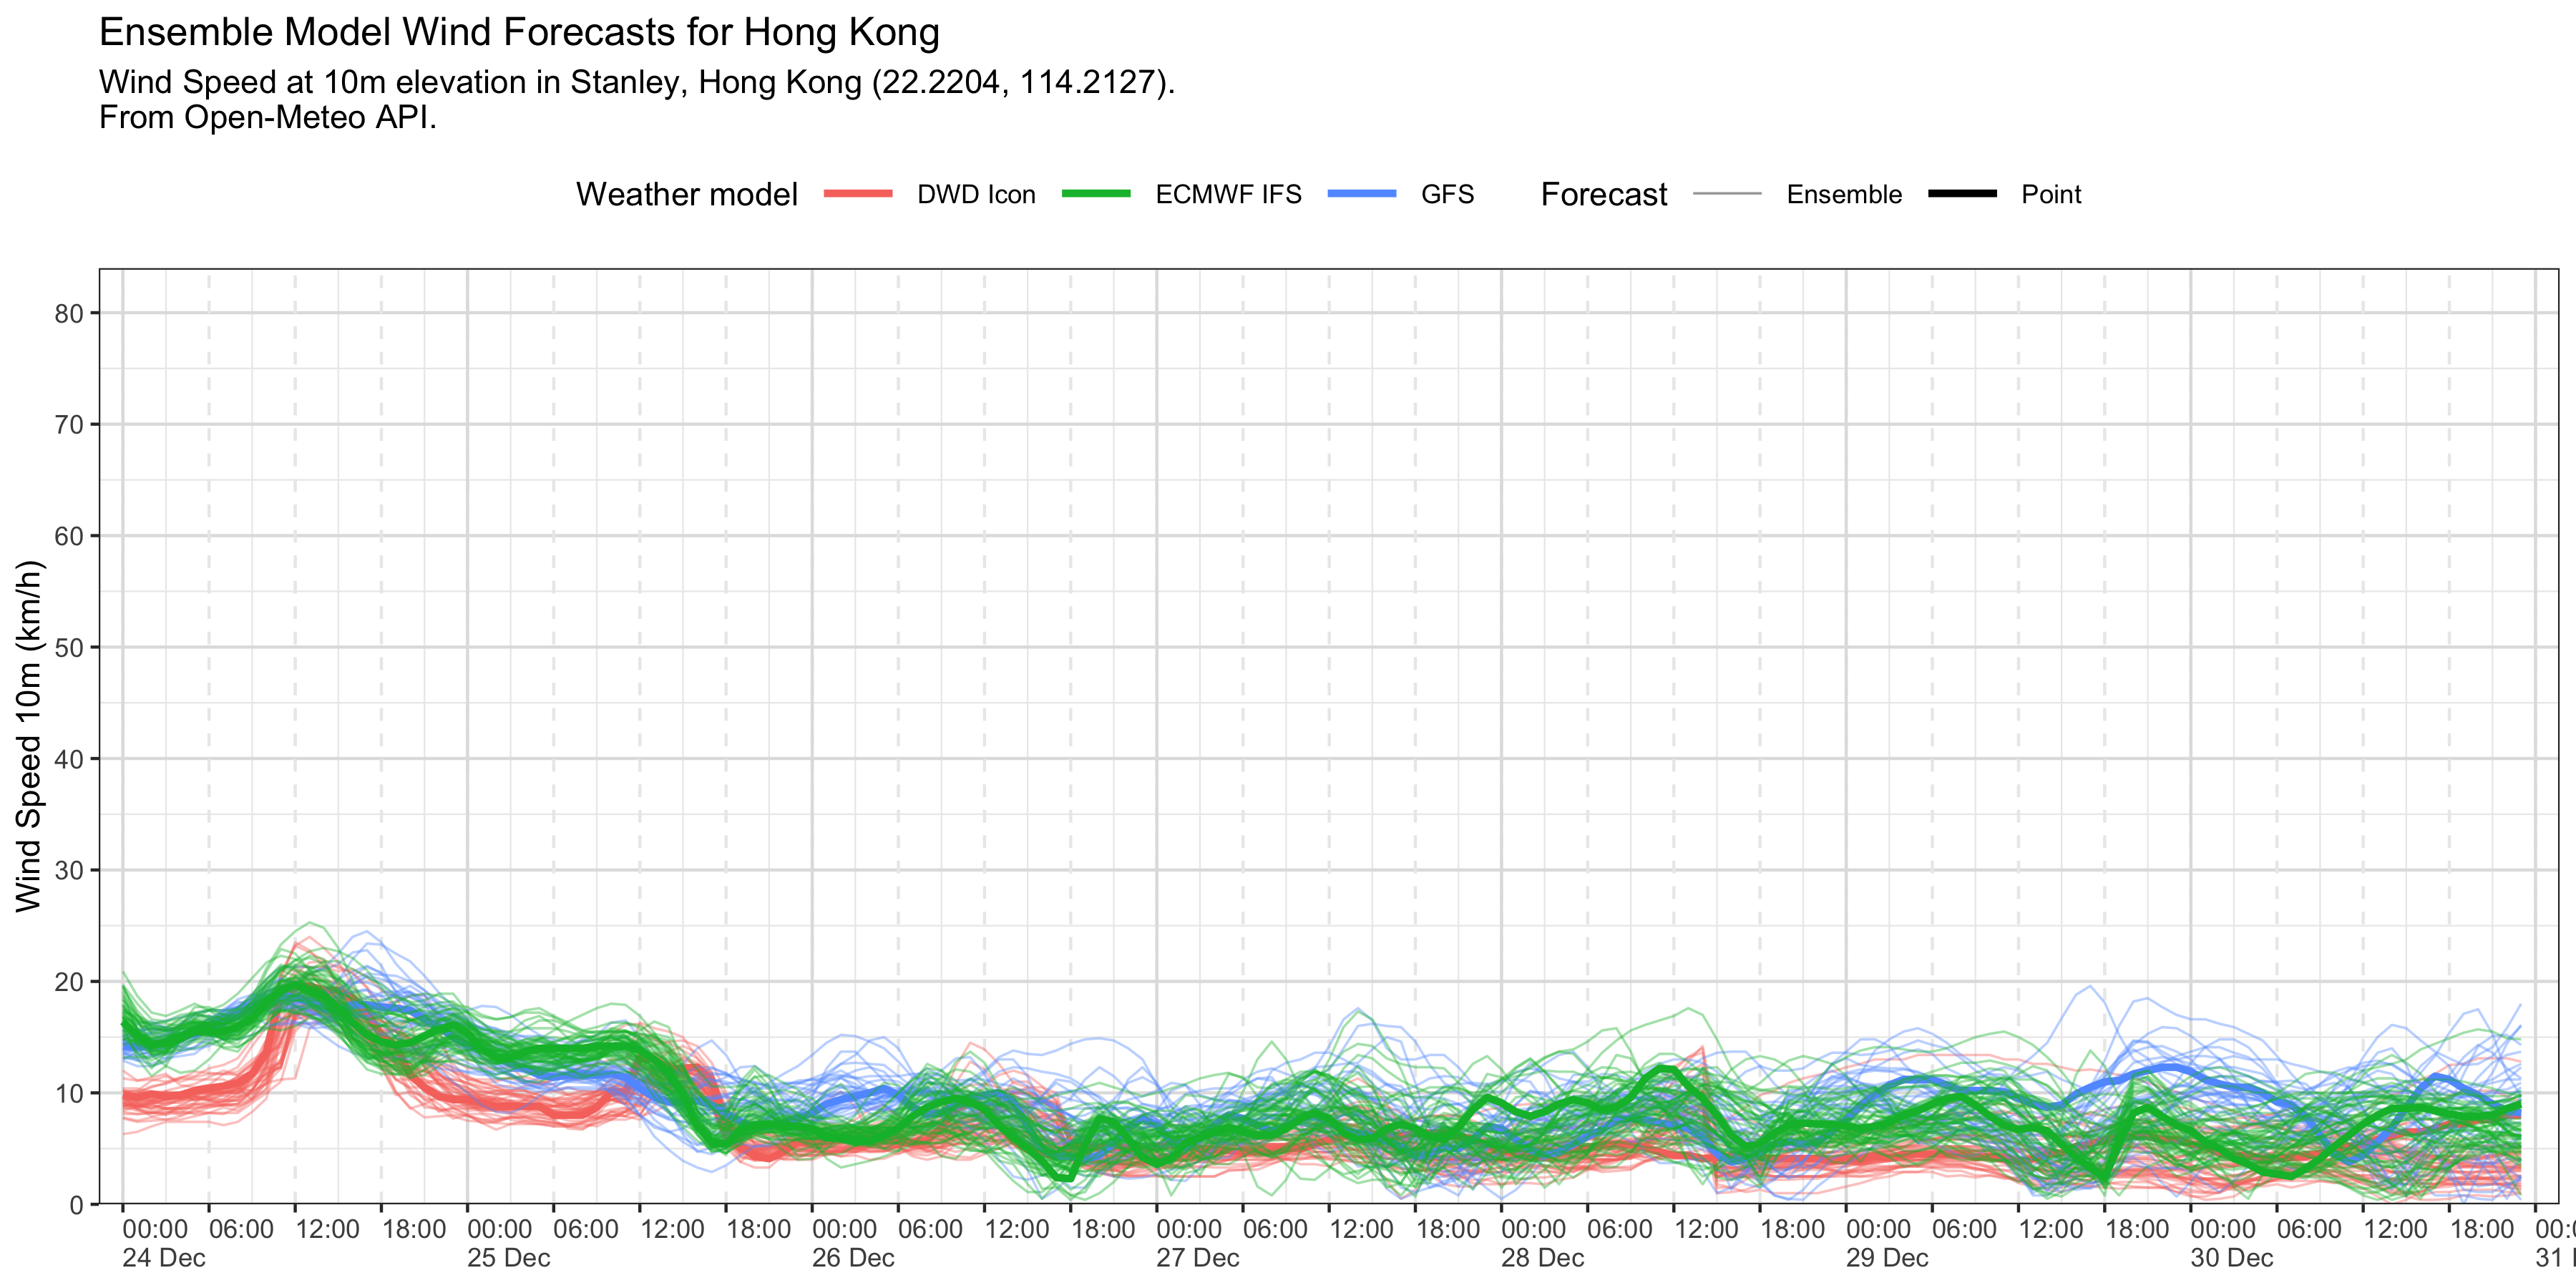 Ensemble Model Wind Forecasts for Hong Kong
Wind Speed at 10m elevation in Stanley, Hong Kong (22.2204, 114.2127).
From Open-Meteo API.
Weather model DWD Icon ECMWF IFS GFS Forecast Ensemble Point
Wind Speed 10m (km/h)
80
70
60
50
40
30
20
10
0
00:00 06:00 12:00 18:00 00:00 06:00 12:00 18:00 00:00 06:00 12:00 18:00 00:00 06:00 12:00 18:00 00:00 06:00 12:00 18:00 00:00 06:00 12:00 18:00 00:00 06:00 12:00 18:00
24 Dec 25 Dec 26 Dec 27 Dec 28 Dec 29 Dec 30 Dec 31